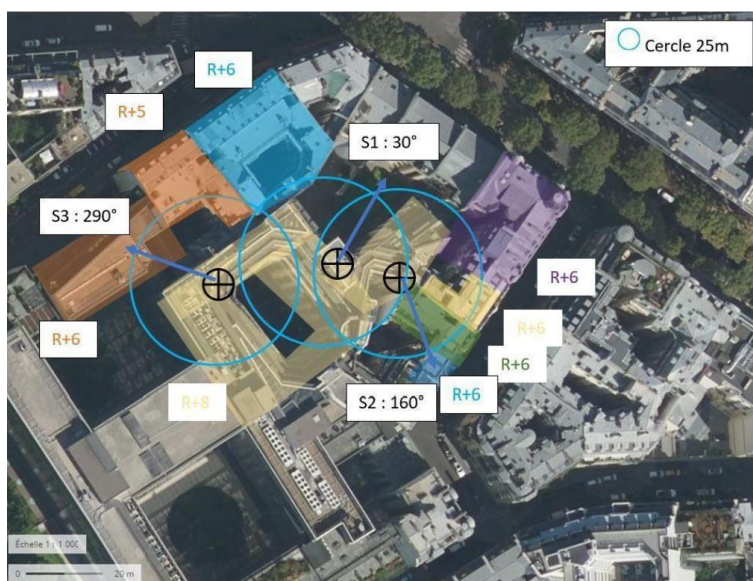 Cercle 25m
R+6
R+5
S1 : 30°
S3 : 290°
R+6
R+6
R+6
R+6
R+8
S2 : 160°
R+6
Échelle 1 : 1 000
0 20 m